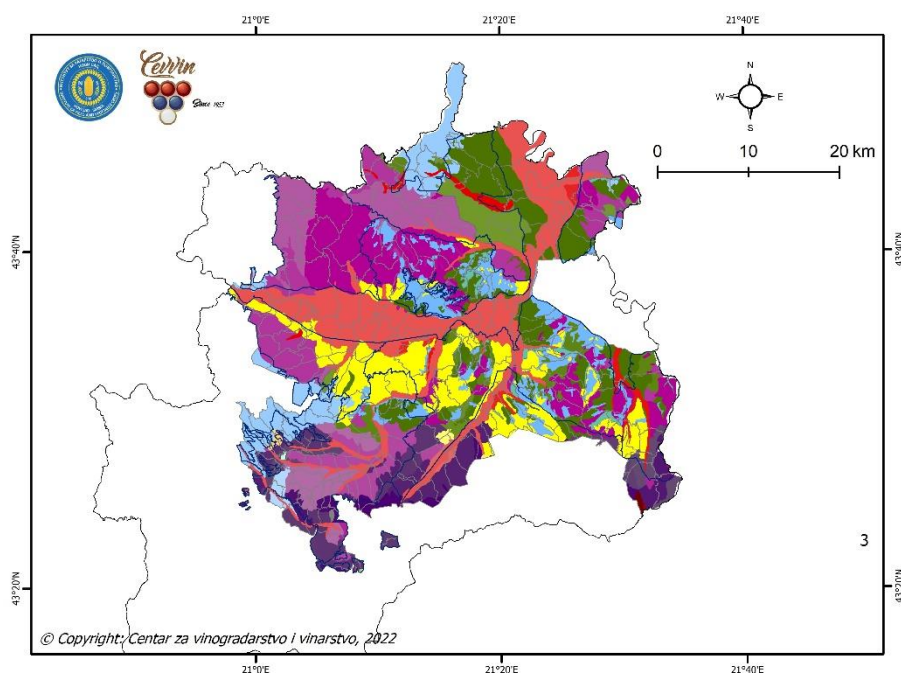 21°0'E 21°20'E 21°40'E
Cevvin
Since 1957
N
W E
S
0 10 20 km
43°40'N 43°40'N
3
43°20'N 43°20'N
© Copyright: Centar za vinogradarstvo i vinarstvo, 2022
21°0'E 21°20'E 21°40'E